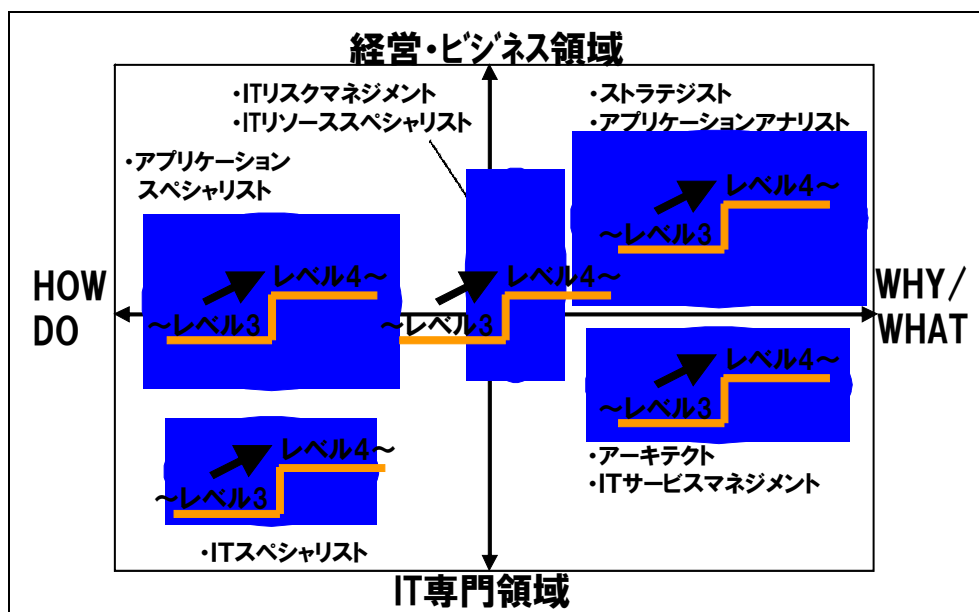 経営・ビジネス領域
・ITリスクマネジメント
・ITリソーススペシャリスト
・ストラテジスト
・アプリケーションアナリスト
・アプリケーション
スペシャリスト
レベル4~
~レベル3
レベル4~
~レベル3
レベル4~
~レベル3
HOW
DO
WHY/
WHAT
レベル4~
~レベル3
・アーキテクト
・ITサービスマネジメント
レベル4~
~レベル3
・ITスペシャリスト
IT専門領域